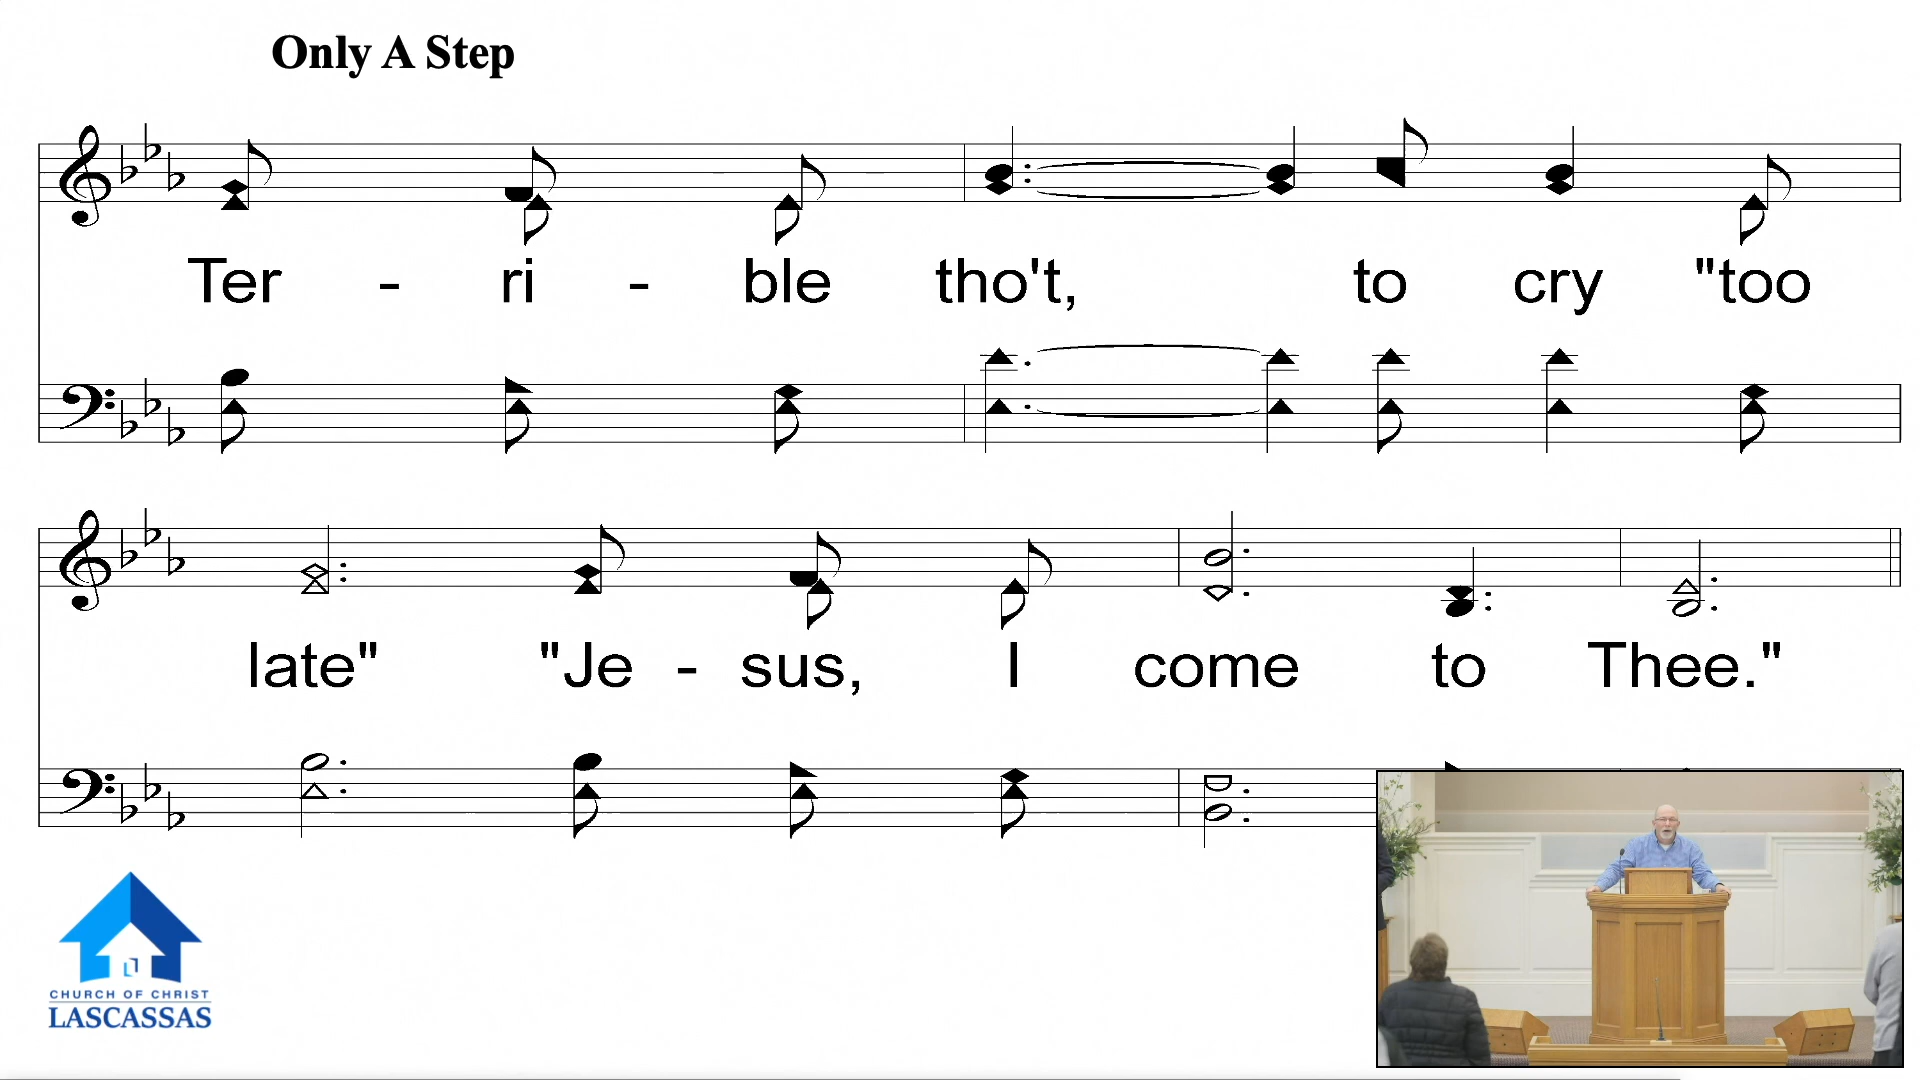 Only A Step
Ter - ri - ble tho't, to cry "too
late" "Je - sus, I come to Thee."
CHURCH OF CHRIST
LASCASSAS